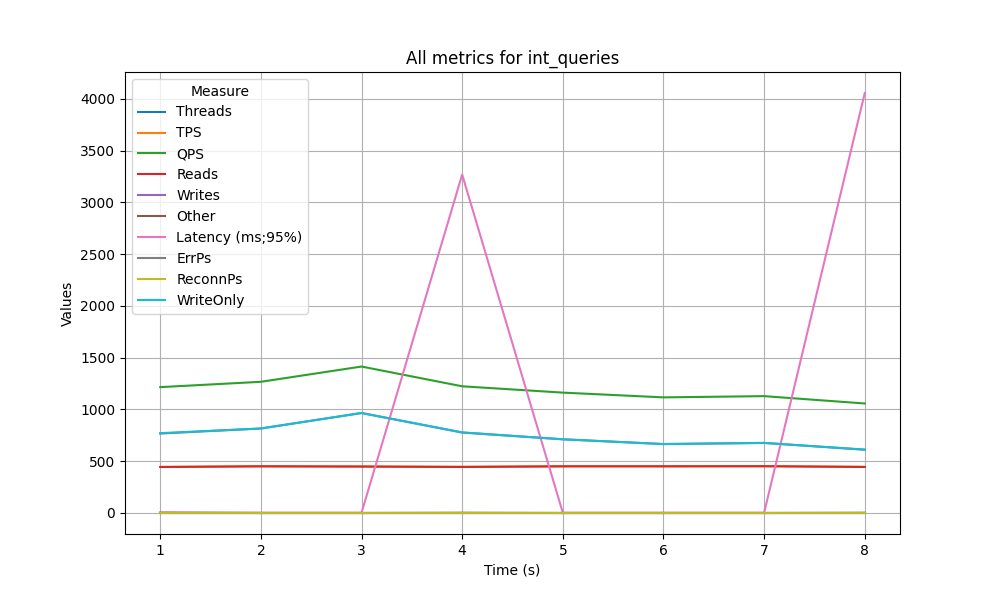 All metrics for int_queries
Values
4000
3500
3000
2500
2000
1500
1000
500
0
Measure
Threads
TPS
QPS
Reads
Writes
Other
Latency (ms;95%)
ErrPs
ReconnPs
WriteOnly
1 2 3 4 5 6 7 8
Time (s)